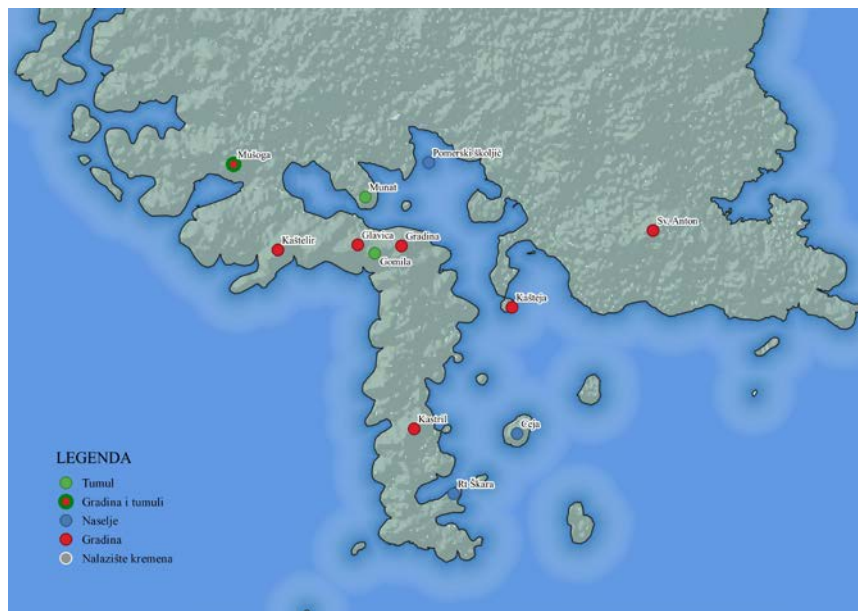 Mušoga
Pomerski školjić
Munat
Sv. Anton
Glavica
Gradina
Kaštelir
Gomila
Kašteja
Kastril
Ceja
Rt Škara
LEGENDA
Tumul
Gradina i tumuli
Naselje
Gradina
Nalazište kremena